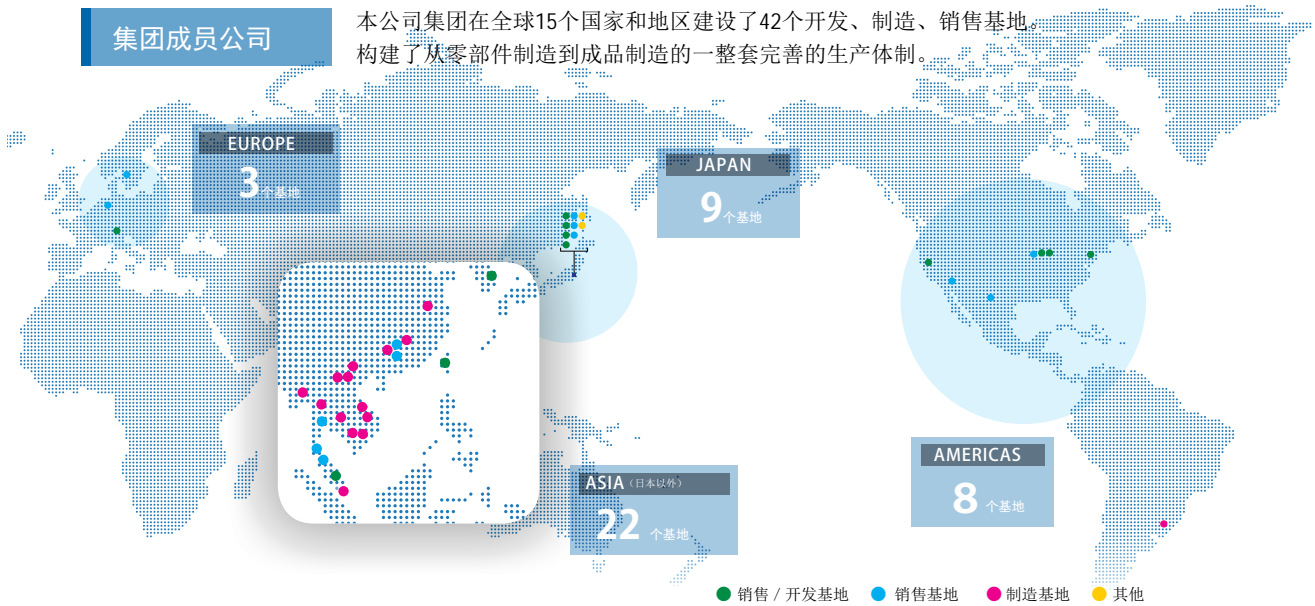 集团成员公司
本公司集团在全球15个国家和地区建设了42个开发、制造、销售基地。
构建了从零部件制造到成品制造的一整套完善的生产体制。
EUROPE
3个基地
JAPAN
9个基地
AMERICAS
8 个基地
ASIA（日本以外）
22 个基地
销售 / 开发基地 销售基地 制造基地 其他